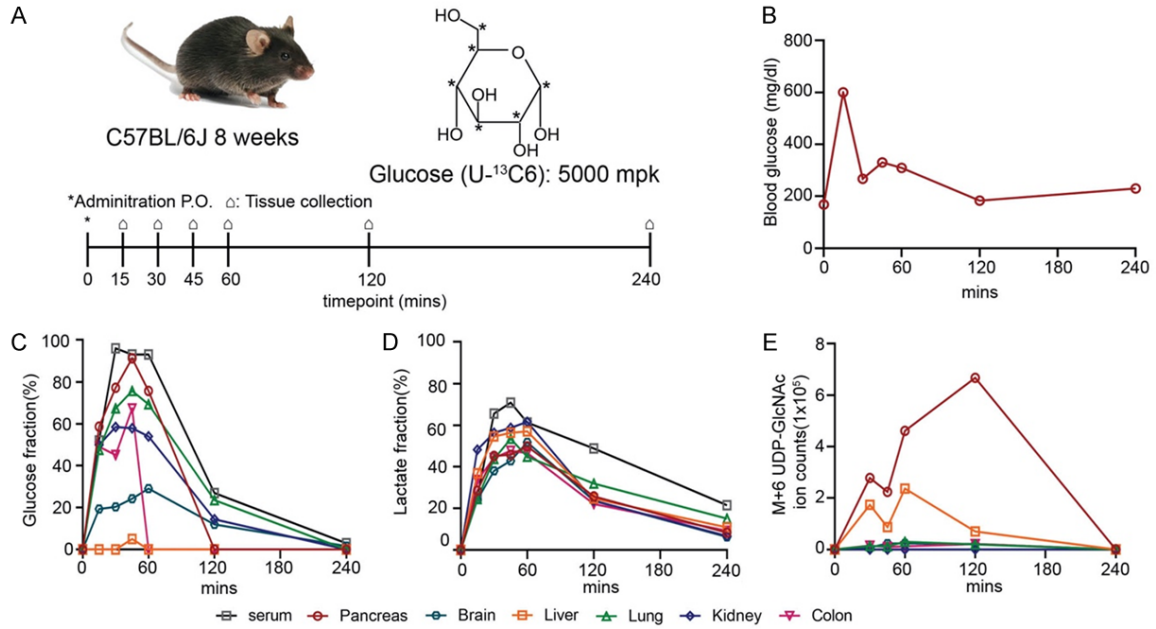 A
HO
*
*
O
*
OH
*
*
*
HO
OH
OH
C57BL/6J 8 weeks
Glucose (U-¹³C6): 5000 mpk
*Adminitration P.O. ⌂: Tissue collection
*
0 15 30 45 60 120 240
timepoint (mins)
B
Blood glucose (mg/dl)
800
600
400
200
0
0 60 120 180 240
mins
C
Glucose fraction(%)
100
80
60
40
20
0
0 60 120 180 240
mins
D
Lactate fraction(%)
100
80
60
40
20
0
0 60 120 180 240
mins
E
M+6 UDP-GlcNAc
ion counts(1x10⁵)
8
6
4
2
0
0 60 120 180 240
mins
serum Pancreas Brain Liver Lung Kidney Colon